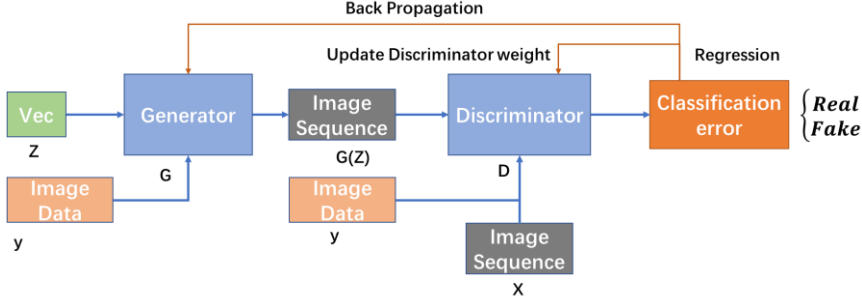 Back Propagation
Update Discriminator weight
Regression
Vec
Generator
Image
Sequence
Discriminator
Classification
error
Real
Fake
Z
G(Z)
G
D
Image
Data
Image
Data
y
y
Image
Sequence
X